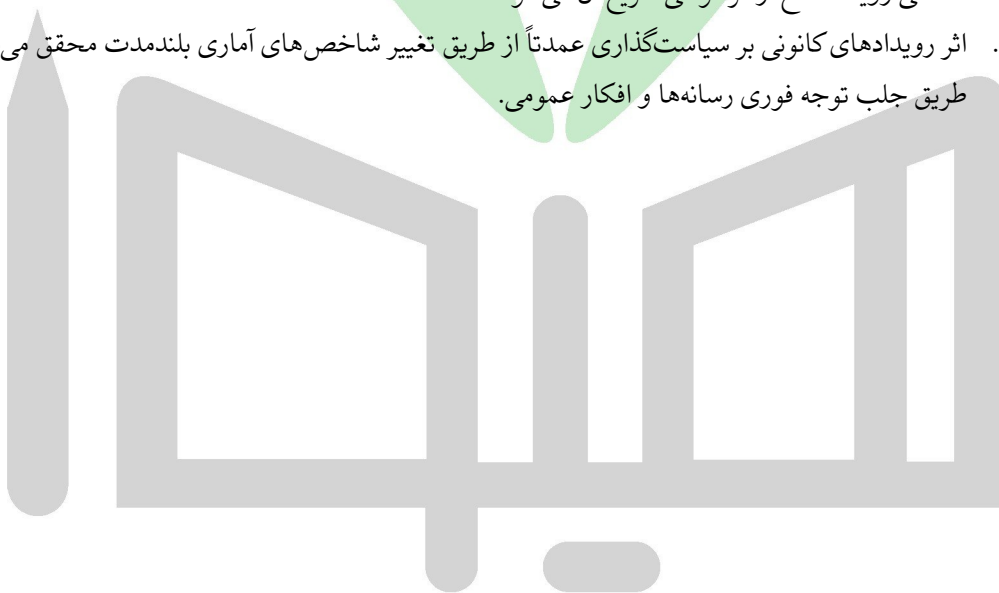 . اثر رویدادهای کانونی بر سیاست‌گذاری عمدتاً از طریق تغییر شاخص‌های آماری بلندمدت محقق می
طریق جلب توجه فوری رسانه‌ها و افکار عمومی.